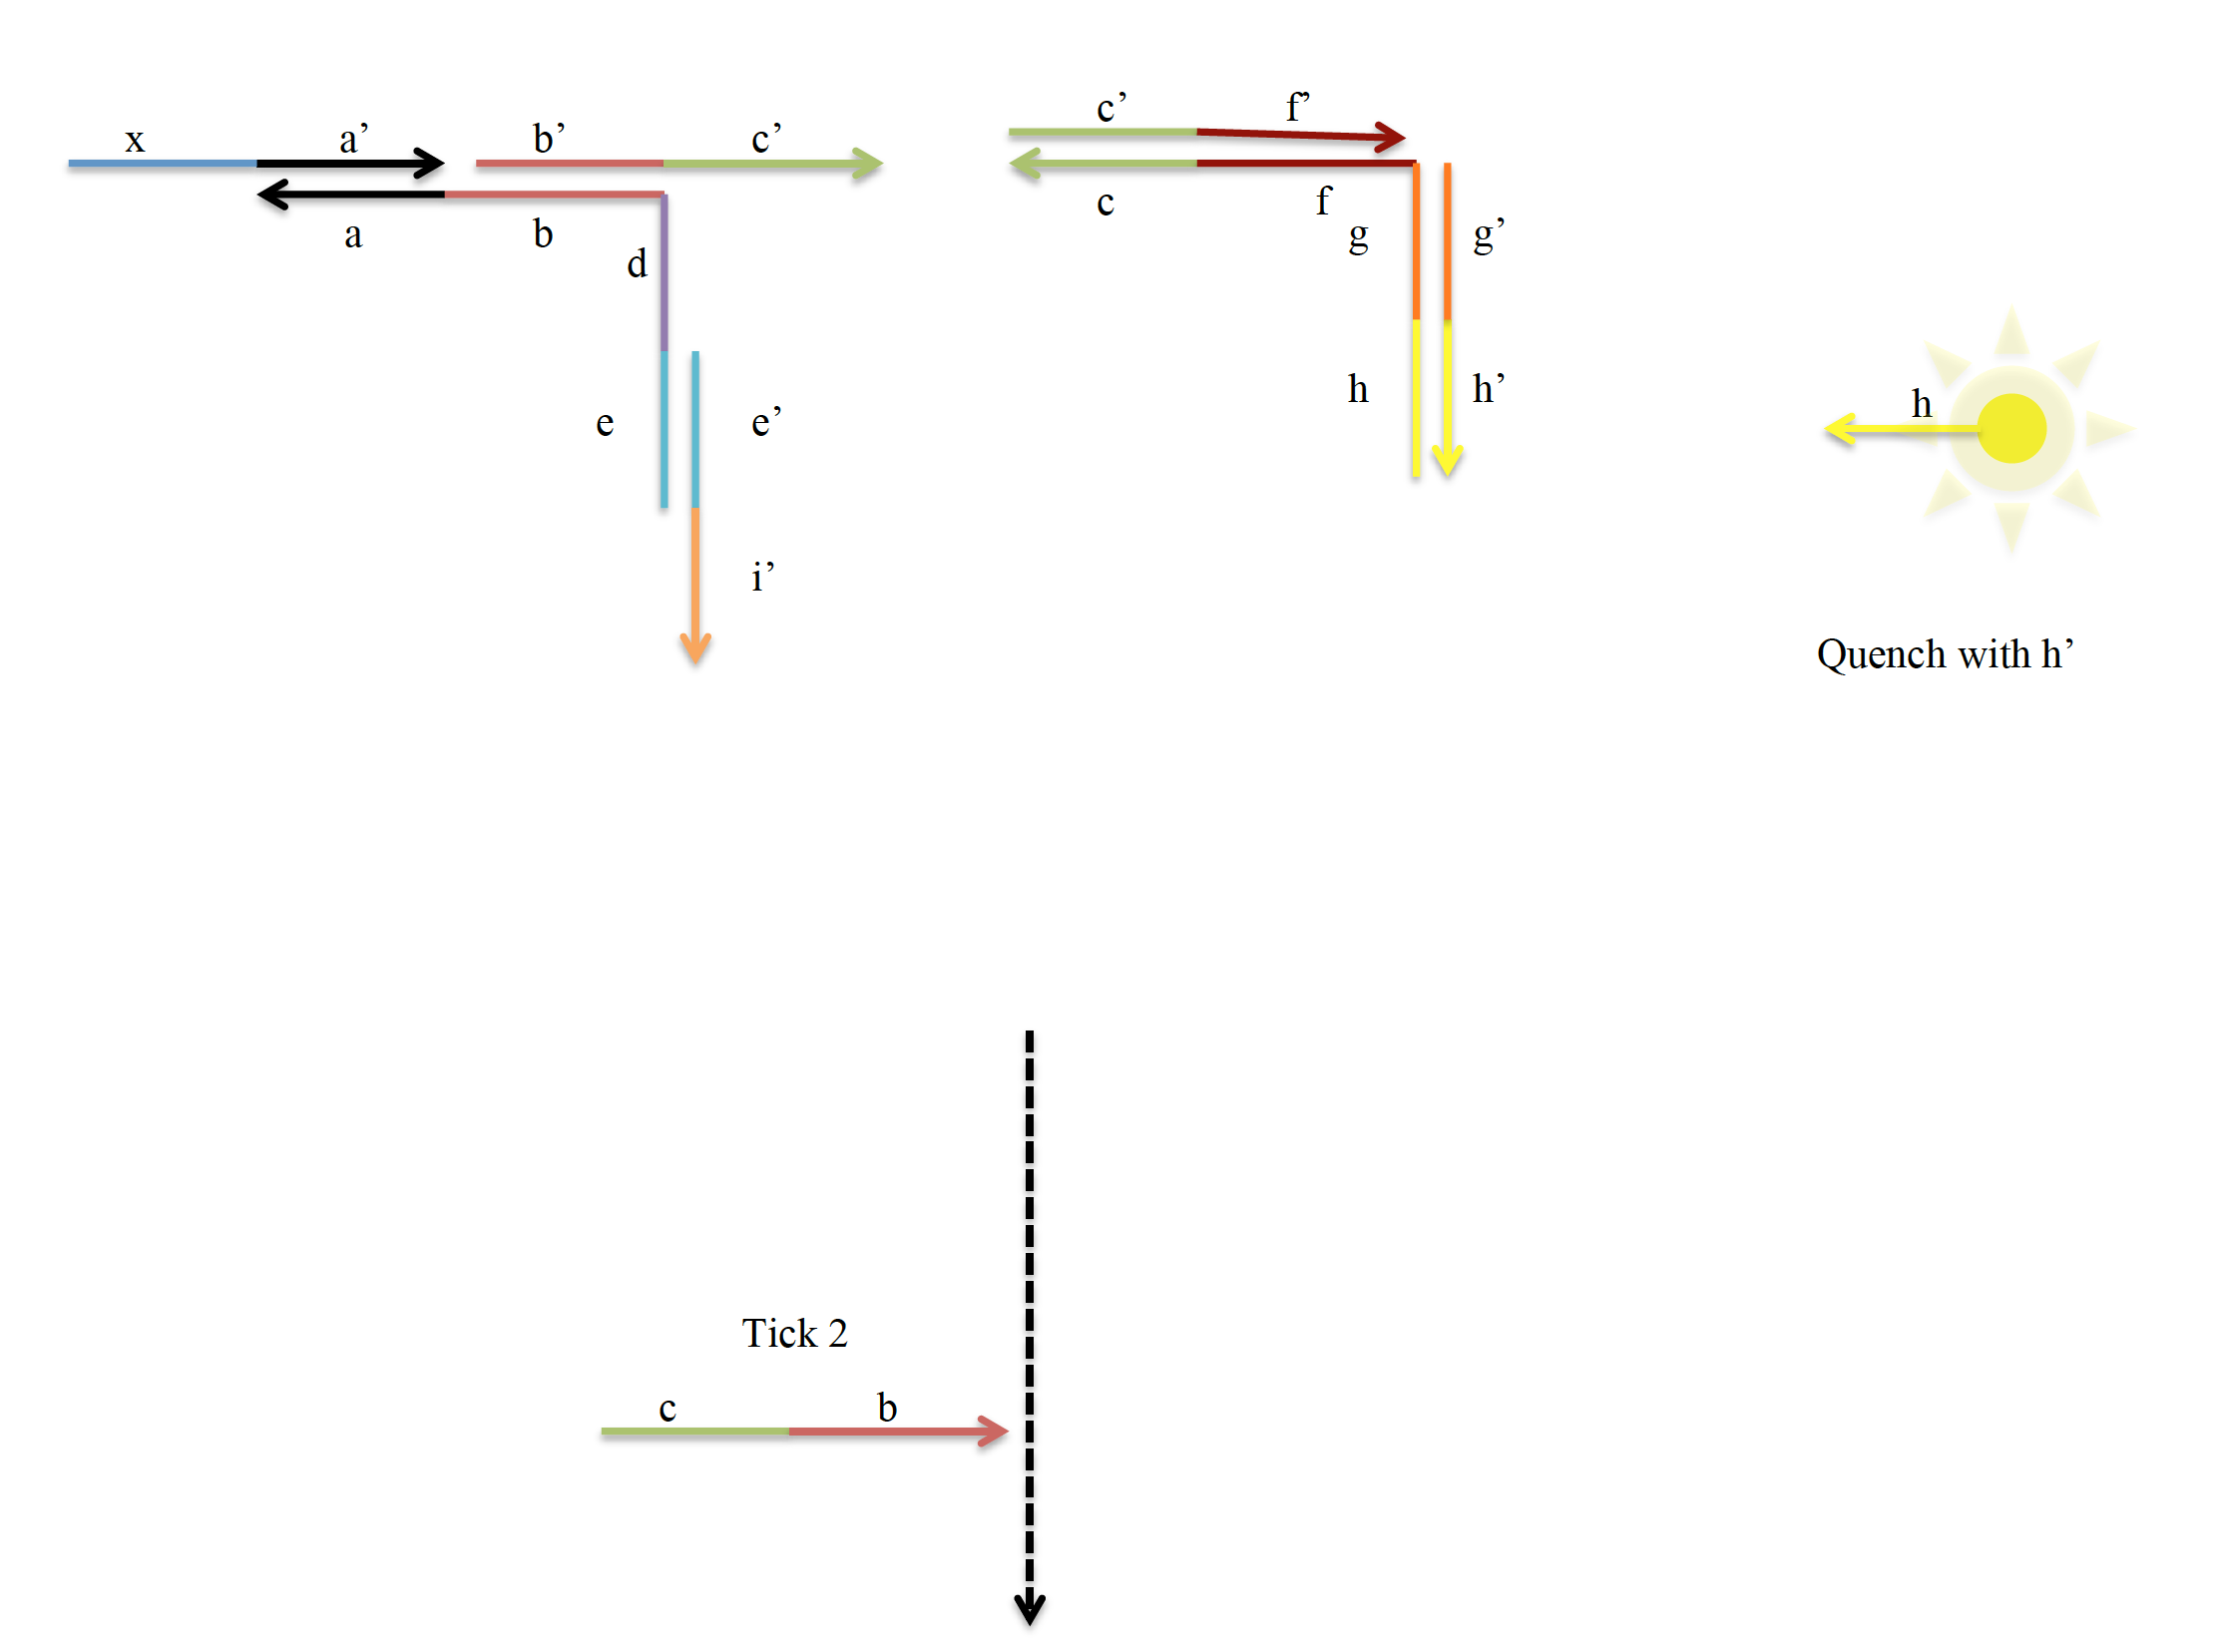 x
a’
b’
c’
a
b
d
e
e’
i’
c’
f’
c
f
g
g’
h
h’
h
Quench with h’
Tick 2
c
b